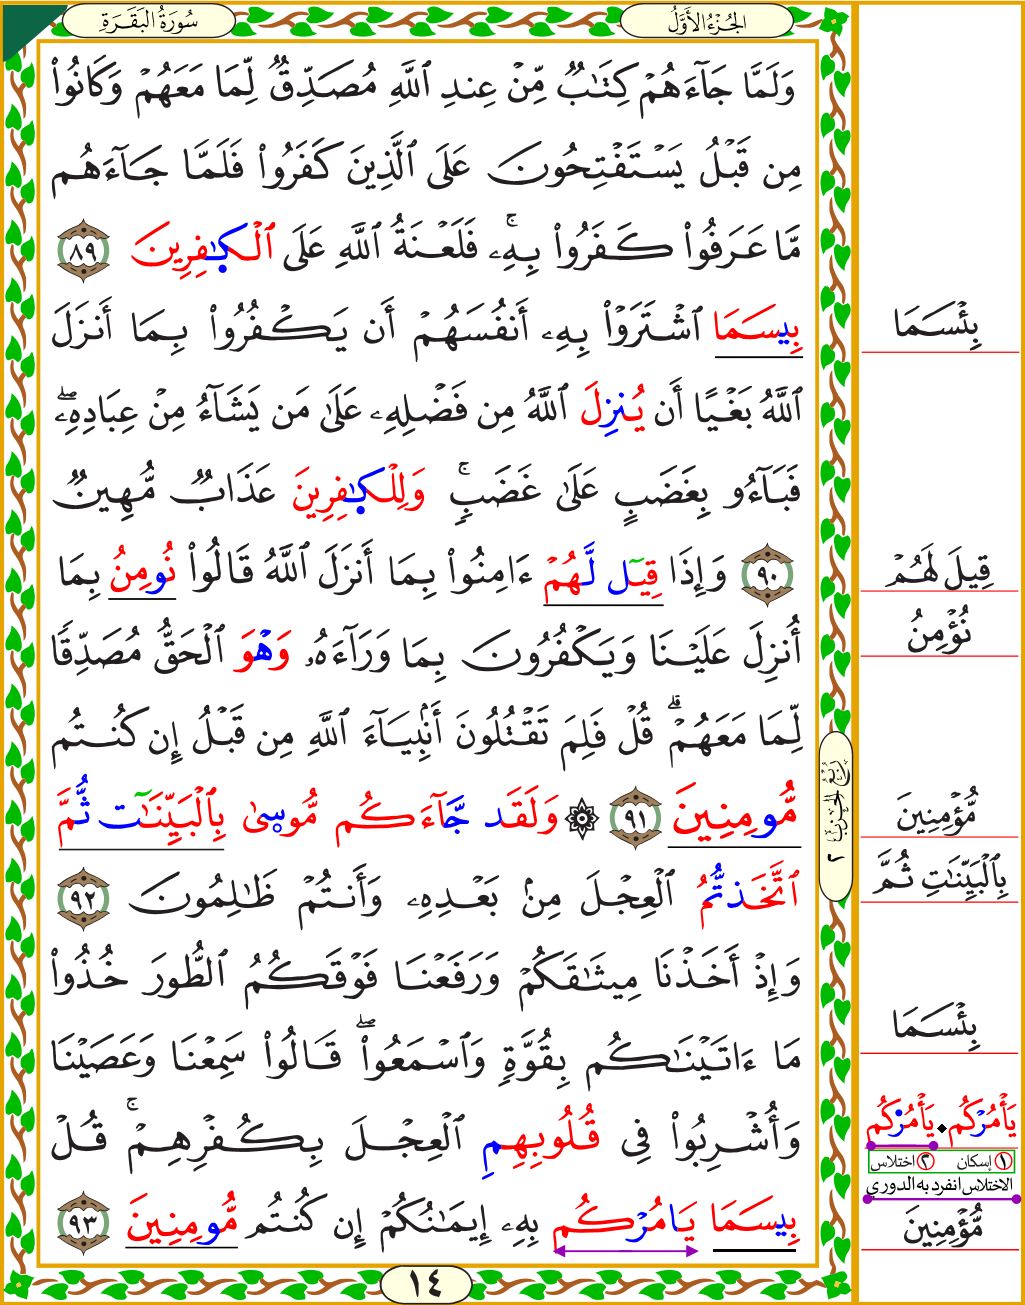 سُورَةُ البَقَرَةِ
الجُزْءُ الأَوَّلُ
وَلَمَّا جَآءَهُمْ كِتَٰبٌ مِّنْ عِندِ ٱللَّهِ مُصَدِّقٌ لِّمَا مَعَهُمْ وَكَانُوا۟
مِن قَبْلُ يَسْتَفْتِحُونَ عَلَى ٱلَّذِينَ كَفَرُوا۟ فَلَمَّا جَآءَهُم
مَّا عَرَفُوا۟ كَفَرُوا۟ بِهِۦۚ فَلَعْنَةُ ٱللَّهِ عَلَى ٱلْكٰ۪فِرِينَ ٨٩
بِيسَمَا ٱشْتَرَوْا۟ بِهِۦ أَنفُسَهُمْ أَن يَكْفُرُوا۟ بِمَا أَنزَلَ
ٱللَّهُ بَغْيًا أَن يُنزِلَ ٱللَّهُ مِن فَضْلِهِۦ عَلَىٰ مَن يَشَآءُ مِنْ عِبَادِهِۦۖ
فَبَآءُو بِغَضَبٍ عَلَىٰ غَضَبٍۚ وَلِلْكٰ۪فِرِينَ عَذَابٌ مُّهِينٌ
٩٠ وَإِذَا قِيٓل لَّهُمْ ءَامِنُوا۟ بِمَا أَنزَلَ ٱللَّهُ قَالُوا۟ نُومِنُ بِمَا
أُنزِلَ عَلَيْنَا وَيَكْفُرُونَ بِمَا وَرَآءَهُۥ وَهْوَ ٱلْحَقُّ مُصَدِّقًا
لِّمَا مَعَهُمْۗ قُلْ فَلِمَ تَقْتُلُونَ أَنۢبِيَآءَ ٱللَّهِ مِن قَبْلُ إِن كُنتُم
مُّومِنِينَ ٩١ ۞ وَلَقَد جَّآءَكُم مُّوس۪ىٰ بِٱلْبَيِّنَٰٓت ثُّمَّ
ٱتَّخَذتُّمُ ٱلْعِجْلَ مِنۢ بَعْدِهِۦ وَأَنتُمْ ظَٰلِمُونَ ٩٢
وَإِذْ أَخَذْنَا مِيثَٰقَكُمْ وَرَفَعْنَا فَوْقَكُمُ ٱلطُّورَ خُذُوا۟
مَا ءَاتَيْنَٰكُم بِقُوَّةٍ وَٱسْمَعُوا۟ۖ قَالُوا۟ سَمِعْنَا وَعَصَيْنَا
وَأُشْرِبُوا۟ فِى قُلُوبِهِمِ ٱلْعِجْلَ بِكُفْرِهِمْۚ قُلْ
بِيسَمَا يَامُرْكُم بِهِۦ إِيمَٰنُكُمْ إِن كُنتُم مُّومِنِينَ ٩٣
١٤
رُبْعُ الحِزْبِ ٢
بِئْسَمَا
قِيلَ لَهُمْ
نُؤْمِنُ
مُّؤْمِنِينَ
بِٱلْبَيِّنَٰتِ ثُمَّ
بِئْسَمَا
يَأْمُرْكُم ⬩ يَأْمُرُكُم
١ إسكان ٢ اختلاس
الاختلاس انفرد به الدوري
مُّؤْمِنِينَ